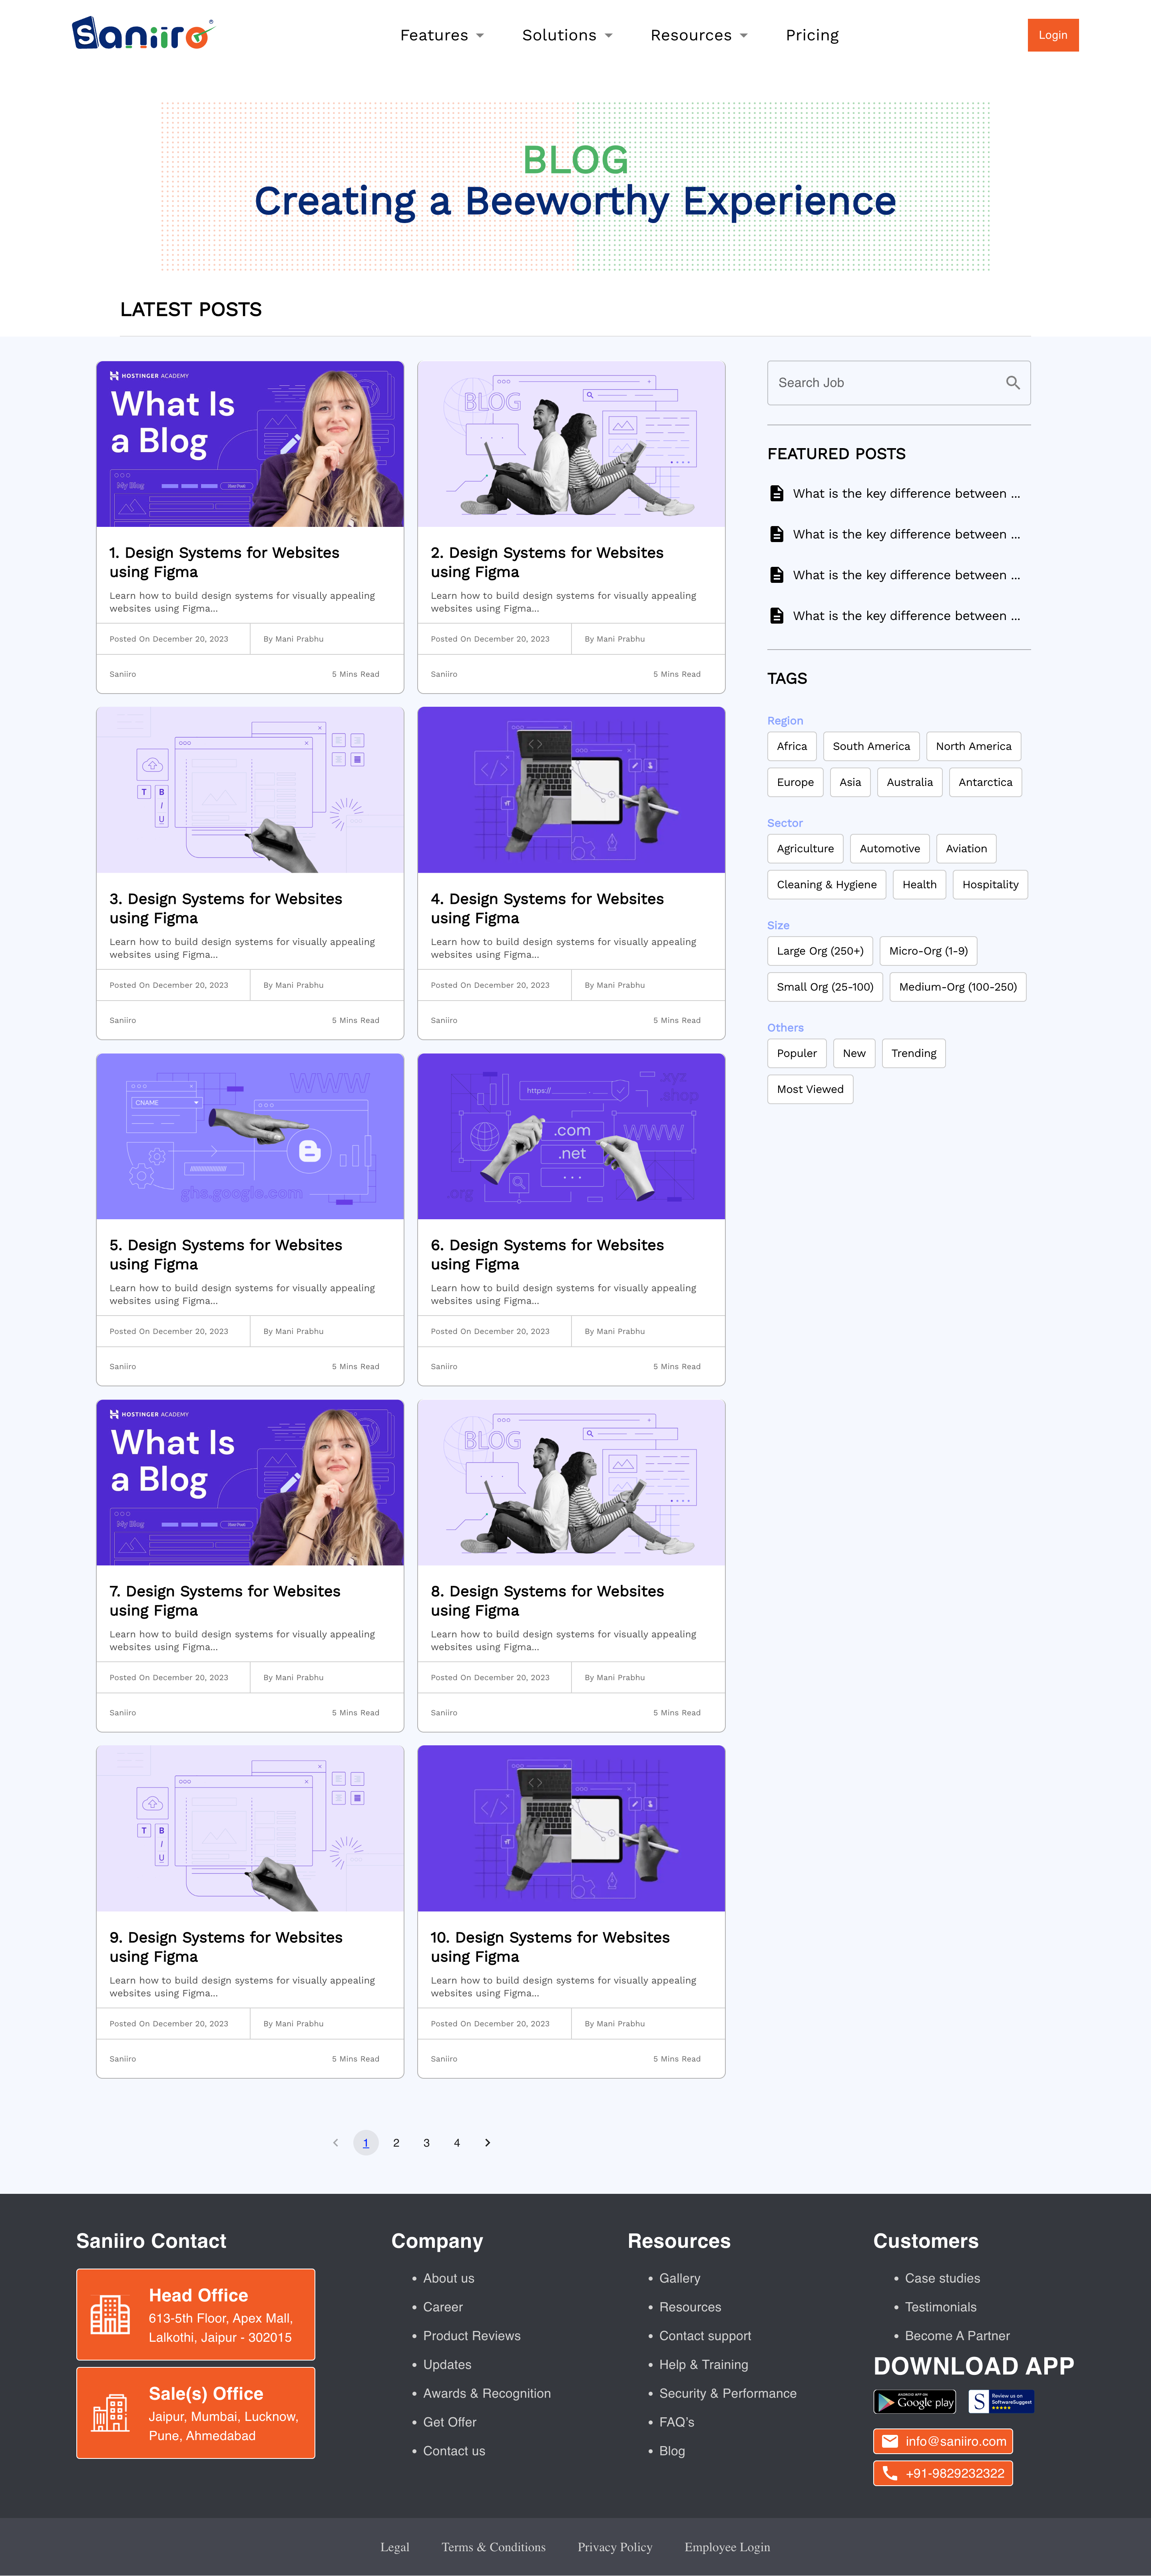 Saniiro
Features
Solutions
Resources
Pricing
Login
BLOG
Creating a Beeworthy Experience
LATEST POSTS
HOSTINGER ACADEMY
What Is
a Blog
My Blog
1. Design Systems for Websites
using Figma
Learn how to build design systems for visually appealing
websites using Figma...
Posted On December 20, 2023
By Mani Prabhu
Saniiro
5 Mins Read
BLOG
2. Design Systems for Websites
using Figma
Learn how to build design systems for visually appealing
websites using Figma...
Posted On December 20, 2023
By Mani Prabhu
Saniiro
5 Mins Read
T
B
I
U
3. Design Systems for Websites
using Figma
Learn how to build design systems for visually appealing
websites using Figma...
Posted On December 20, 2023
By Mani Prabhu
Saniiro
5 Mins Read
4. Design Systems for Websites
using Figma
Learn how to build design systems for visually appealing
websites using Figma...
Posted On December 20, 2023
By Mani Prabhu
Saniiro
5 Mins Read
WWW
CNAME
ghs.google.com
5. Design Systems for Websites
using Figma
Learn how to build design systems for visually appealing
websites using Figma...
Posted On December 20, 2023
By Mani Prabhu
Saniiro
5 Mins Read
https://
.xyz
.shop
.com
WWW
.net
.org
6. Design Systems for Websites
using Figma
Learn how to build design systems for visually appealing
websites using Figma...
Posted On December 20, 2023
By Mani Prabhu
Saniiro
5 Mins Read
HOSTINGER ACADEMY
What Is
a Blog
My Blog
7. Design Systems for Websites
using Figma
Learn how to build design systems for visually appealing
websites using Figma...
Posted On December 20, 2023
By Mani Prabhu
Saniiro
5 Mins Read
BLOG
8. Design Systems for Websites
using Figma
Learn how to build design systems for visually appealing
websites using Figma...
Posted On December 20, 2023
By Mani Prabhu
Saniiro
5 Mins Read
T
B
I
U
9. Design Systems for Websites
using Figma
Learn how to build design systems for visually appealing
websites using Figma...
Posted On December 20, 2023
By Mani Prabhu
Saniiro
5 Mins Read
10. Design Systems for Websites
using Figma
Learn how to build design systems for visually appealing
websites using Figma...
Posted On December 20, 2023
By Mani Prabhu
Saniiro
5 Mins Read
1
2
3
4
Search Job
FEATURED POSTS
What is the key difference between ...
What is the key difference between ...
What is the key difference between ...
What is the key difference between ...
TAGS
Region
Africa
South America
North America
Europe
Asia
Australia
Antarctica
Sector
Agriculture
Automotive
Aviation
Cleaning & Hygiene
Health
Hospitality
Size
Large Org (250+)
Micro-Org (1-9)
Small Org (25-100)
Medium-Org (100-250)
Others
Populer
New
Trending
Most Viewed
Saniiro Contact
Head Office
613-5th Floor, Apex Mall,
Lalkothi, Jaipur - 302015
Sale(s) Office
Jaipur, Mumbai, Lucknow,
Pune, Ahmedabad
Company
About us
Career
Product Reviews
Updates
Awards & Recognition
Get Offer
Contact us
Resources
Gallery
Resources
Contact support
Help & Training
Security & Performance
FAQ's
Blog
Customers
Case studies
Testimonials
Become A Partner
DOWNLOAD APP
ANDROID APP ON
Google play
S
Review us on
SoftwareSuggest
info@saniiro.com
+91-9829232322
Legal
Terms & Conditions
Privacy Policy
Employee Login